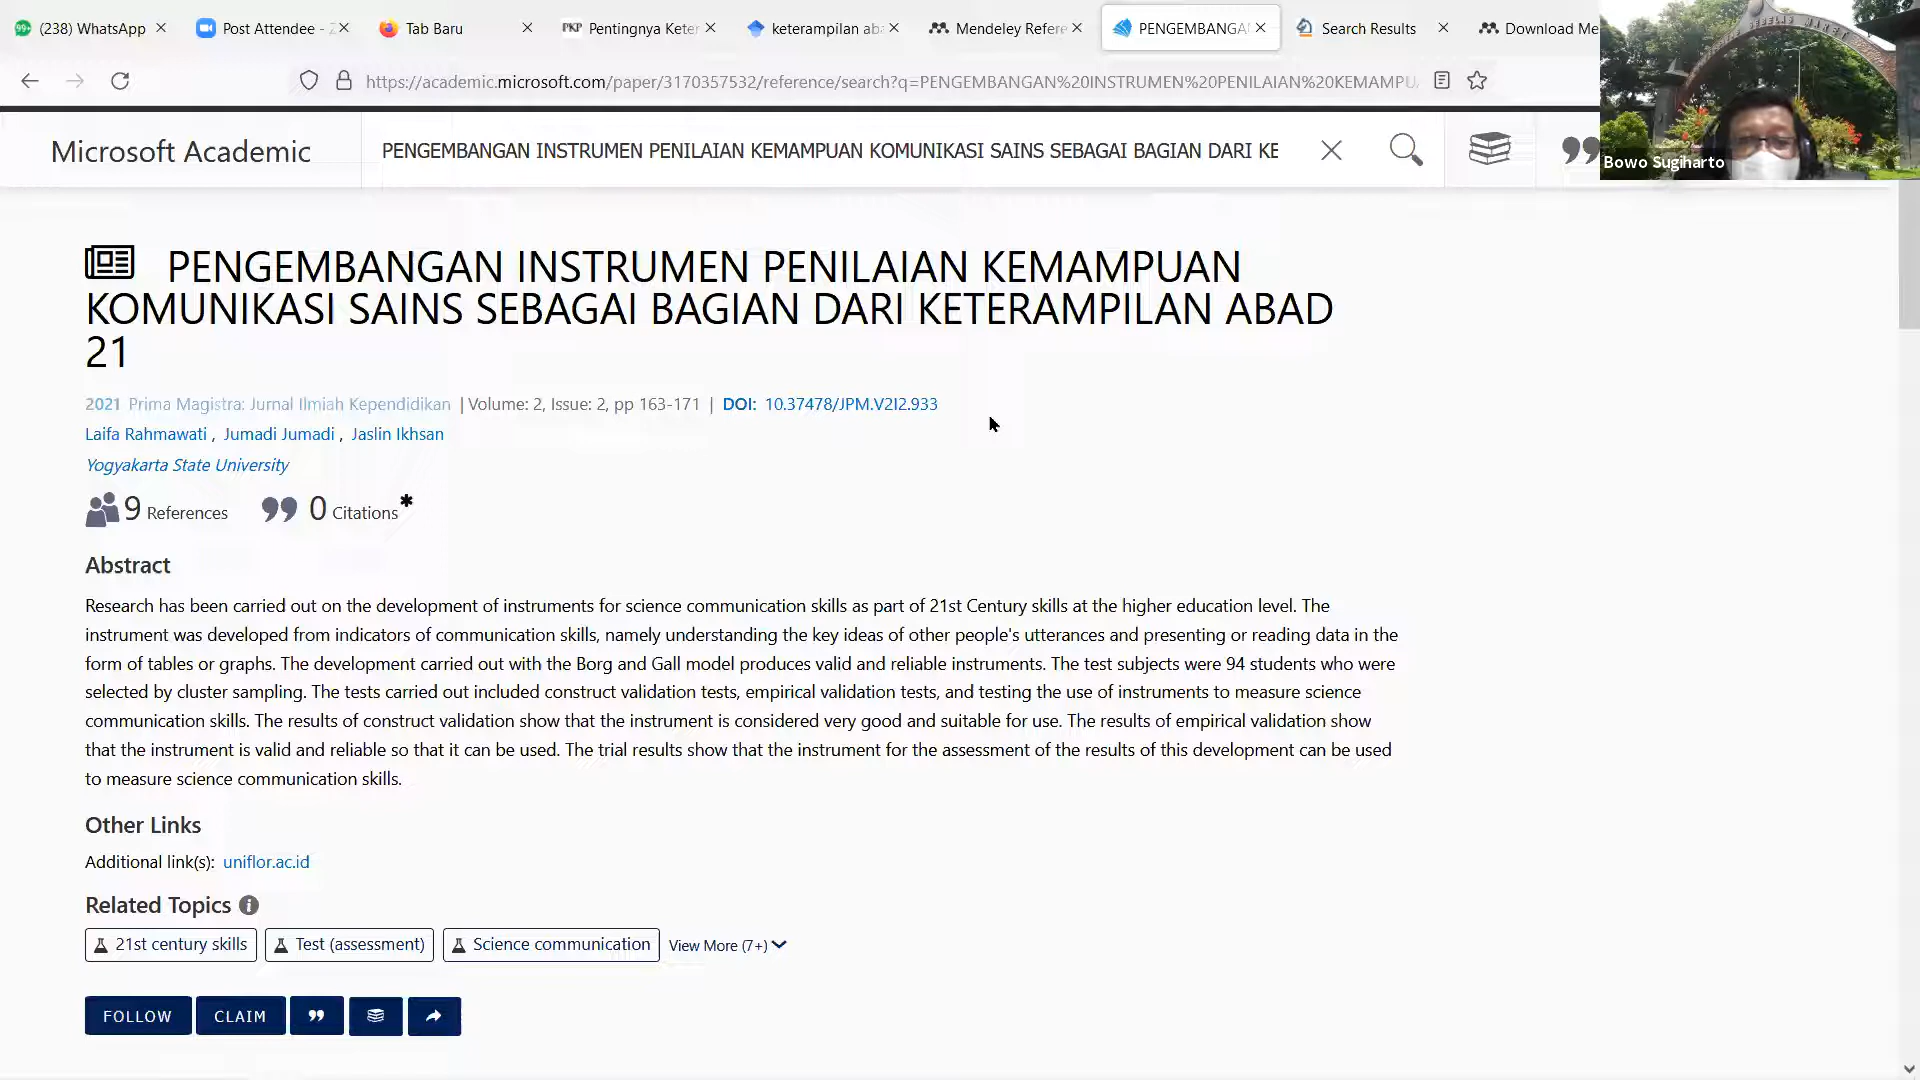 (238) WhatsApp
Post Attendee - Z
Tab Baru
Pentingnya Keter
keterampilan aba
Mendeley Refere
PENGEMBANGA
Search Results
Download Me
https://academic.microsoft.com/paper/3170357532/reference/search?q=PENGEMBANGAN%20INSTRUMEN%20PENILAIAN%20KEMAMPU
Microsoft Academic
PENGEMBANGAN INSTRUMEN PENILAIAN KEMAMPUAN KOMUNIKASI SAINS SEBAGAI BAGIAN DARI KE
Bowo Sugiharto
PENGEMBANGAN INSTRUMEN PENILAIAN KEMAMPUAN
KOMUNIKASI SAINS SEBAGAI BAGIAN DARI KETERAMPILAN ABAD
21
2021 Prima Magistra: Jurnal Ilmiah Kependidikan | Volume: 2, Issue: 2, pp 163-171 | DOI: 10.37478/JPM.V2I2.933
Laifa Rahmawati , Jumadi Jumadi , Jaslin Ikhsan
Yogyakarta State University
9 References 0 Citations*
Abstract
Research has been carried out on the development of instruments for science communication skills as part of 21st Century skills at the higher education level. The
instrument was developed from indicators of communication skills, namely understanding the key ideas of other people's utterances and presenting or reading data in the
form of tables or graphs. The development carried out with the Borg and Gall model produces valid and reliable instruments. The test subjects were 94 students who were
selected by cluster sampling. The tests carried out included construct validation tests, empirical validation tests, and testing the use of instruments to measure science
communication skills. The results of construct validation show that the instrument is considered very good and suitable for use. The results of empirical validation show
that the instrument is valid and reliable so that it can be used. The trial results show that the instrument for the assessment of the results of this development can be used
to measure science communication skills.
Other Links
Additional link(s): uniflor.ac.id
Related Topics
21st century skills
Test (assessment)
Science communication
View More (7+)
FOLLOW
CLAIM